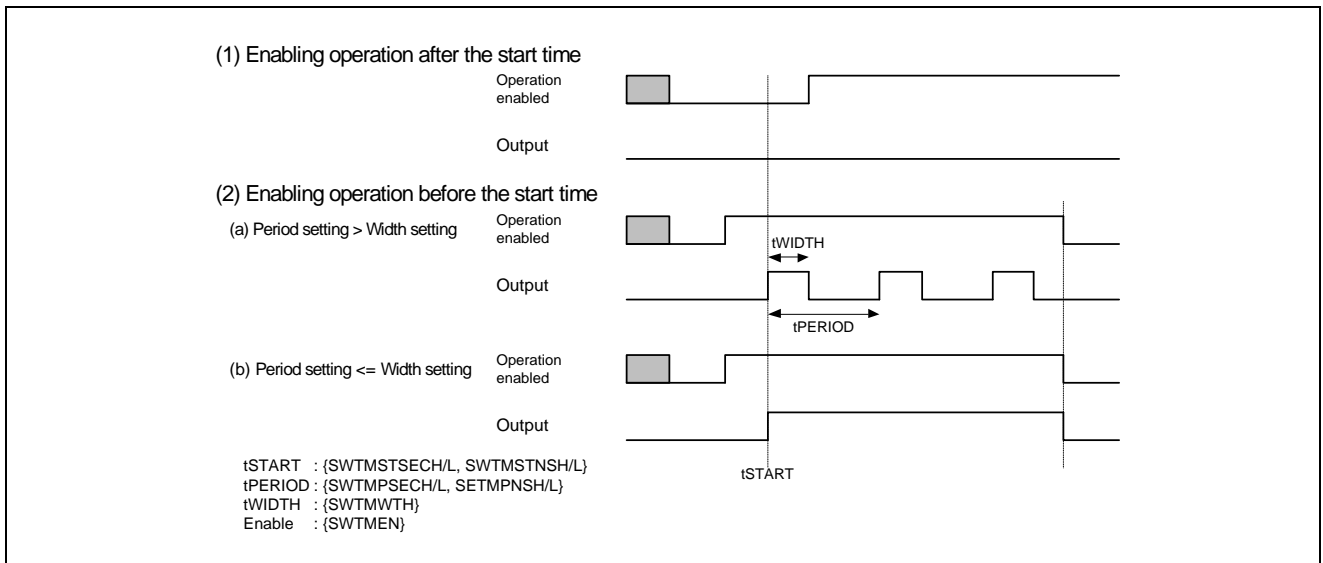 (1) Enabling operation after the start time
Operation
enabled
Output
(2) Enabling operation before the start time
(a) Period setting > Width setting
Operation
enabled
tWIDTH
Output
tPERIOD
(b) Period setting <= Width setting
Operation
enabled
Output
tSTART
tSTART : {SWTMSTSECH/L, SWTMSTNSH/L}
tPERIOD : {SWTMPSECH/L, SETMPNSH/L}
tWIDTH : {SWTMWTH}
Enable : {SWTMEN}